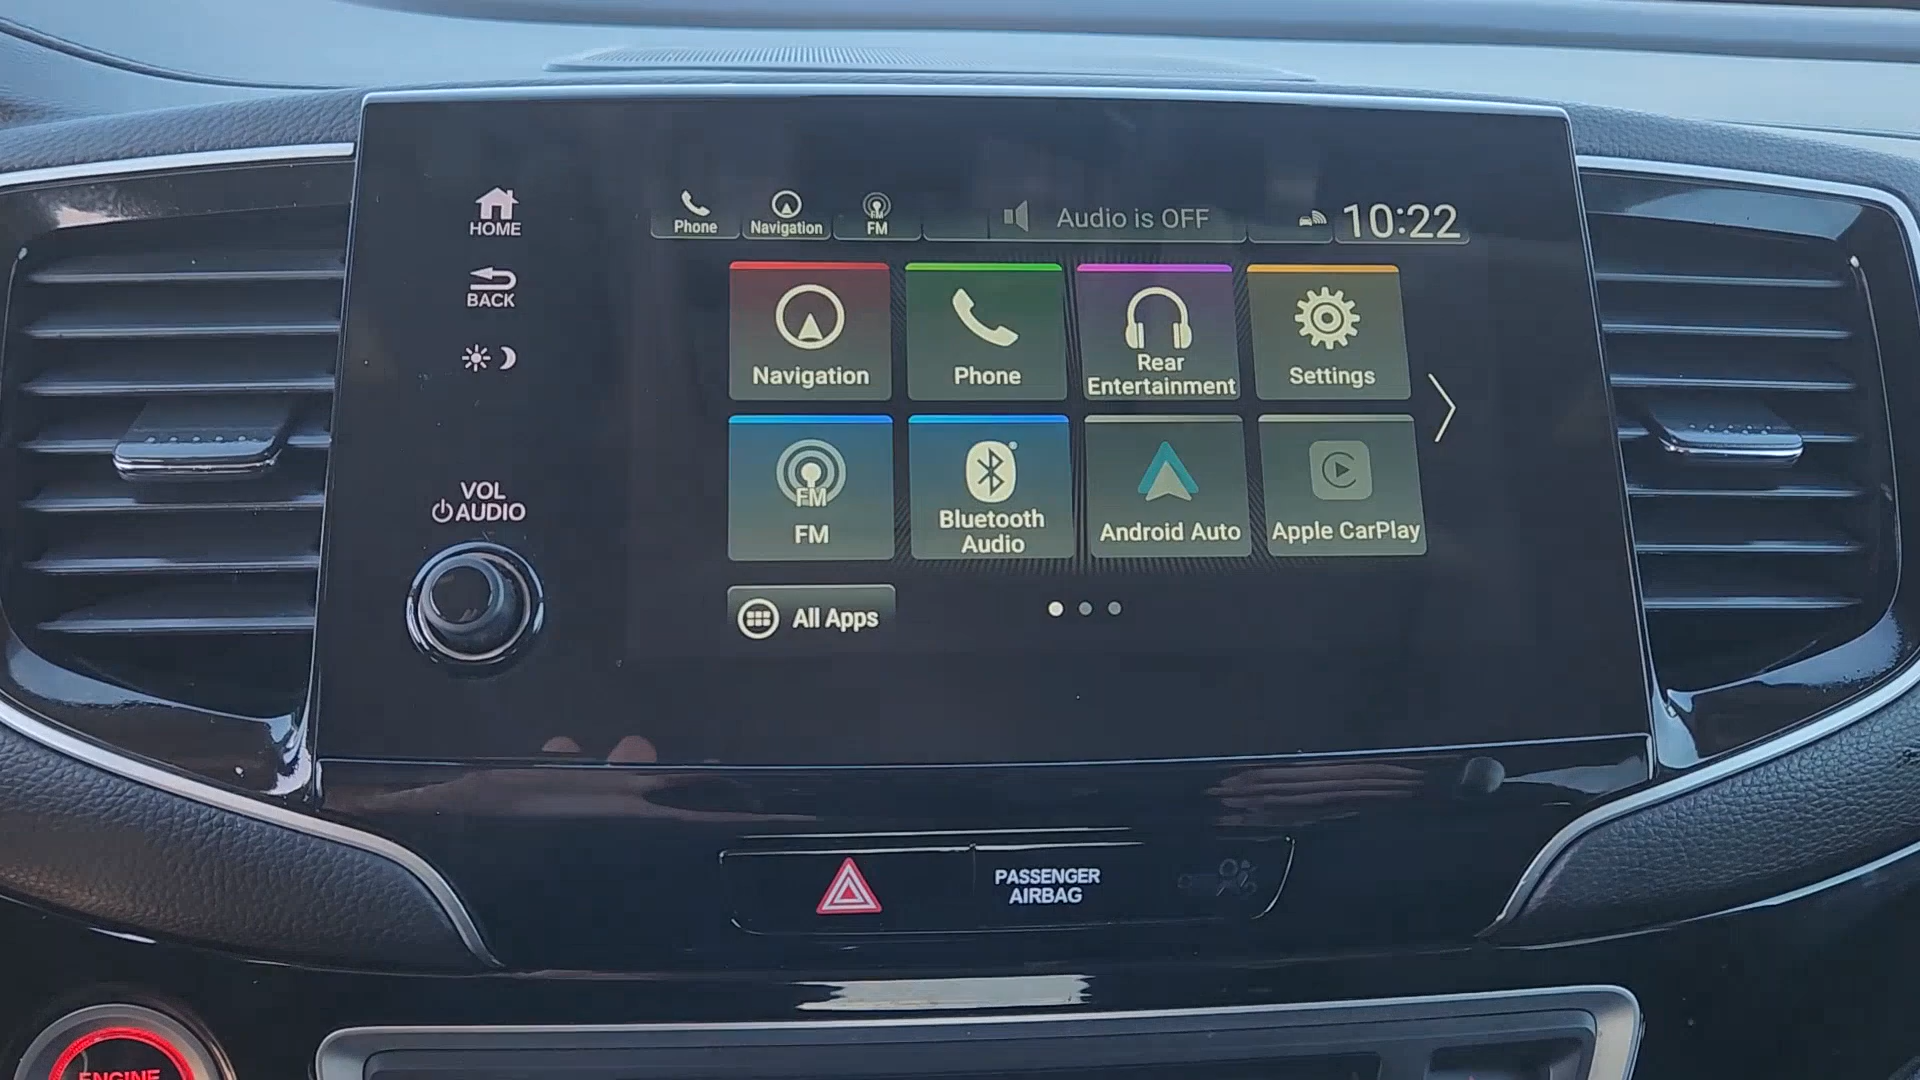 HOME
BACK
VOL
AUDIO
Phone
Navigation
FM
Audio is OFF
10:22
Navigation
Phone
Rear
Entertainment
Settings
FM
FM
Bluetooth
Audio
Android Auto
Apple CarPlay
All Apps
PASSENGER
AIRBAG
ENGINE